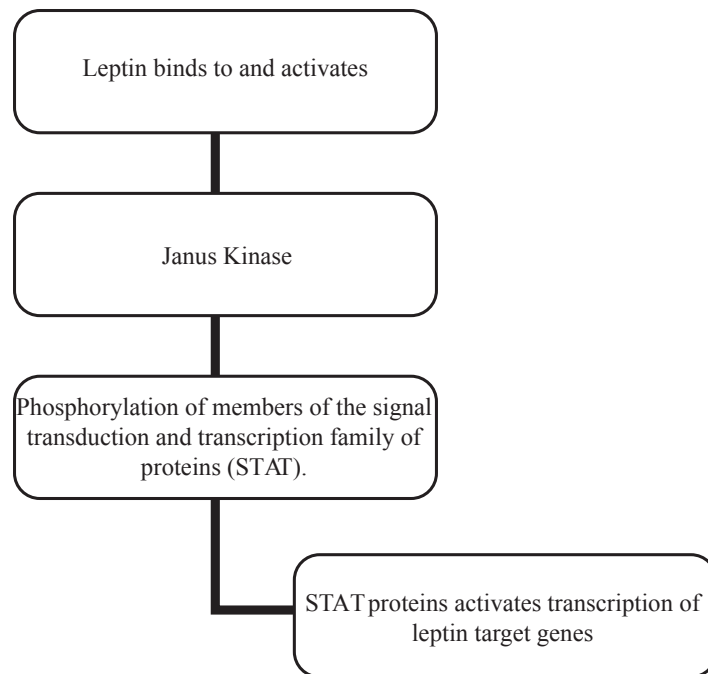 Leptin binds to and activates
Janus Kinase
Phosphorylation of members of the signal
transduction and transcription family of
proteins (STAT).
STAT proteins activates transcription of
leptin target genes